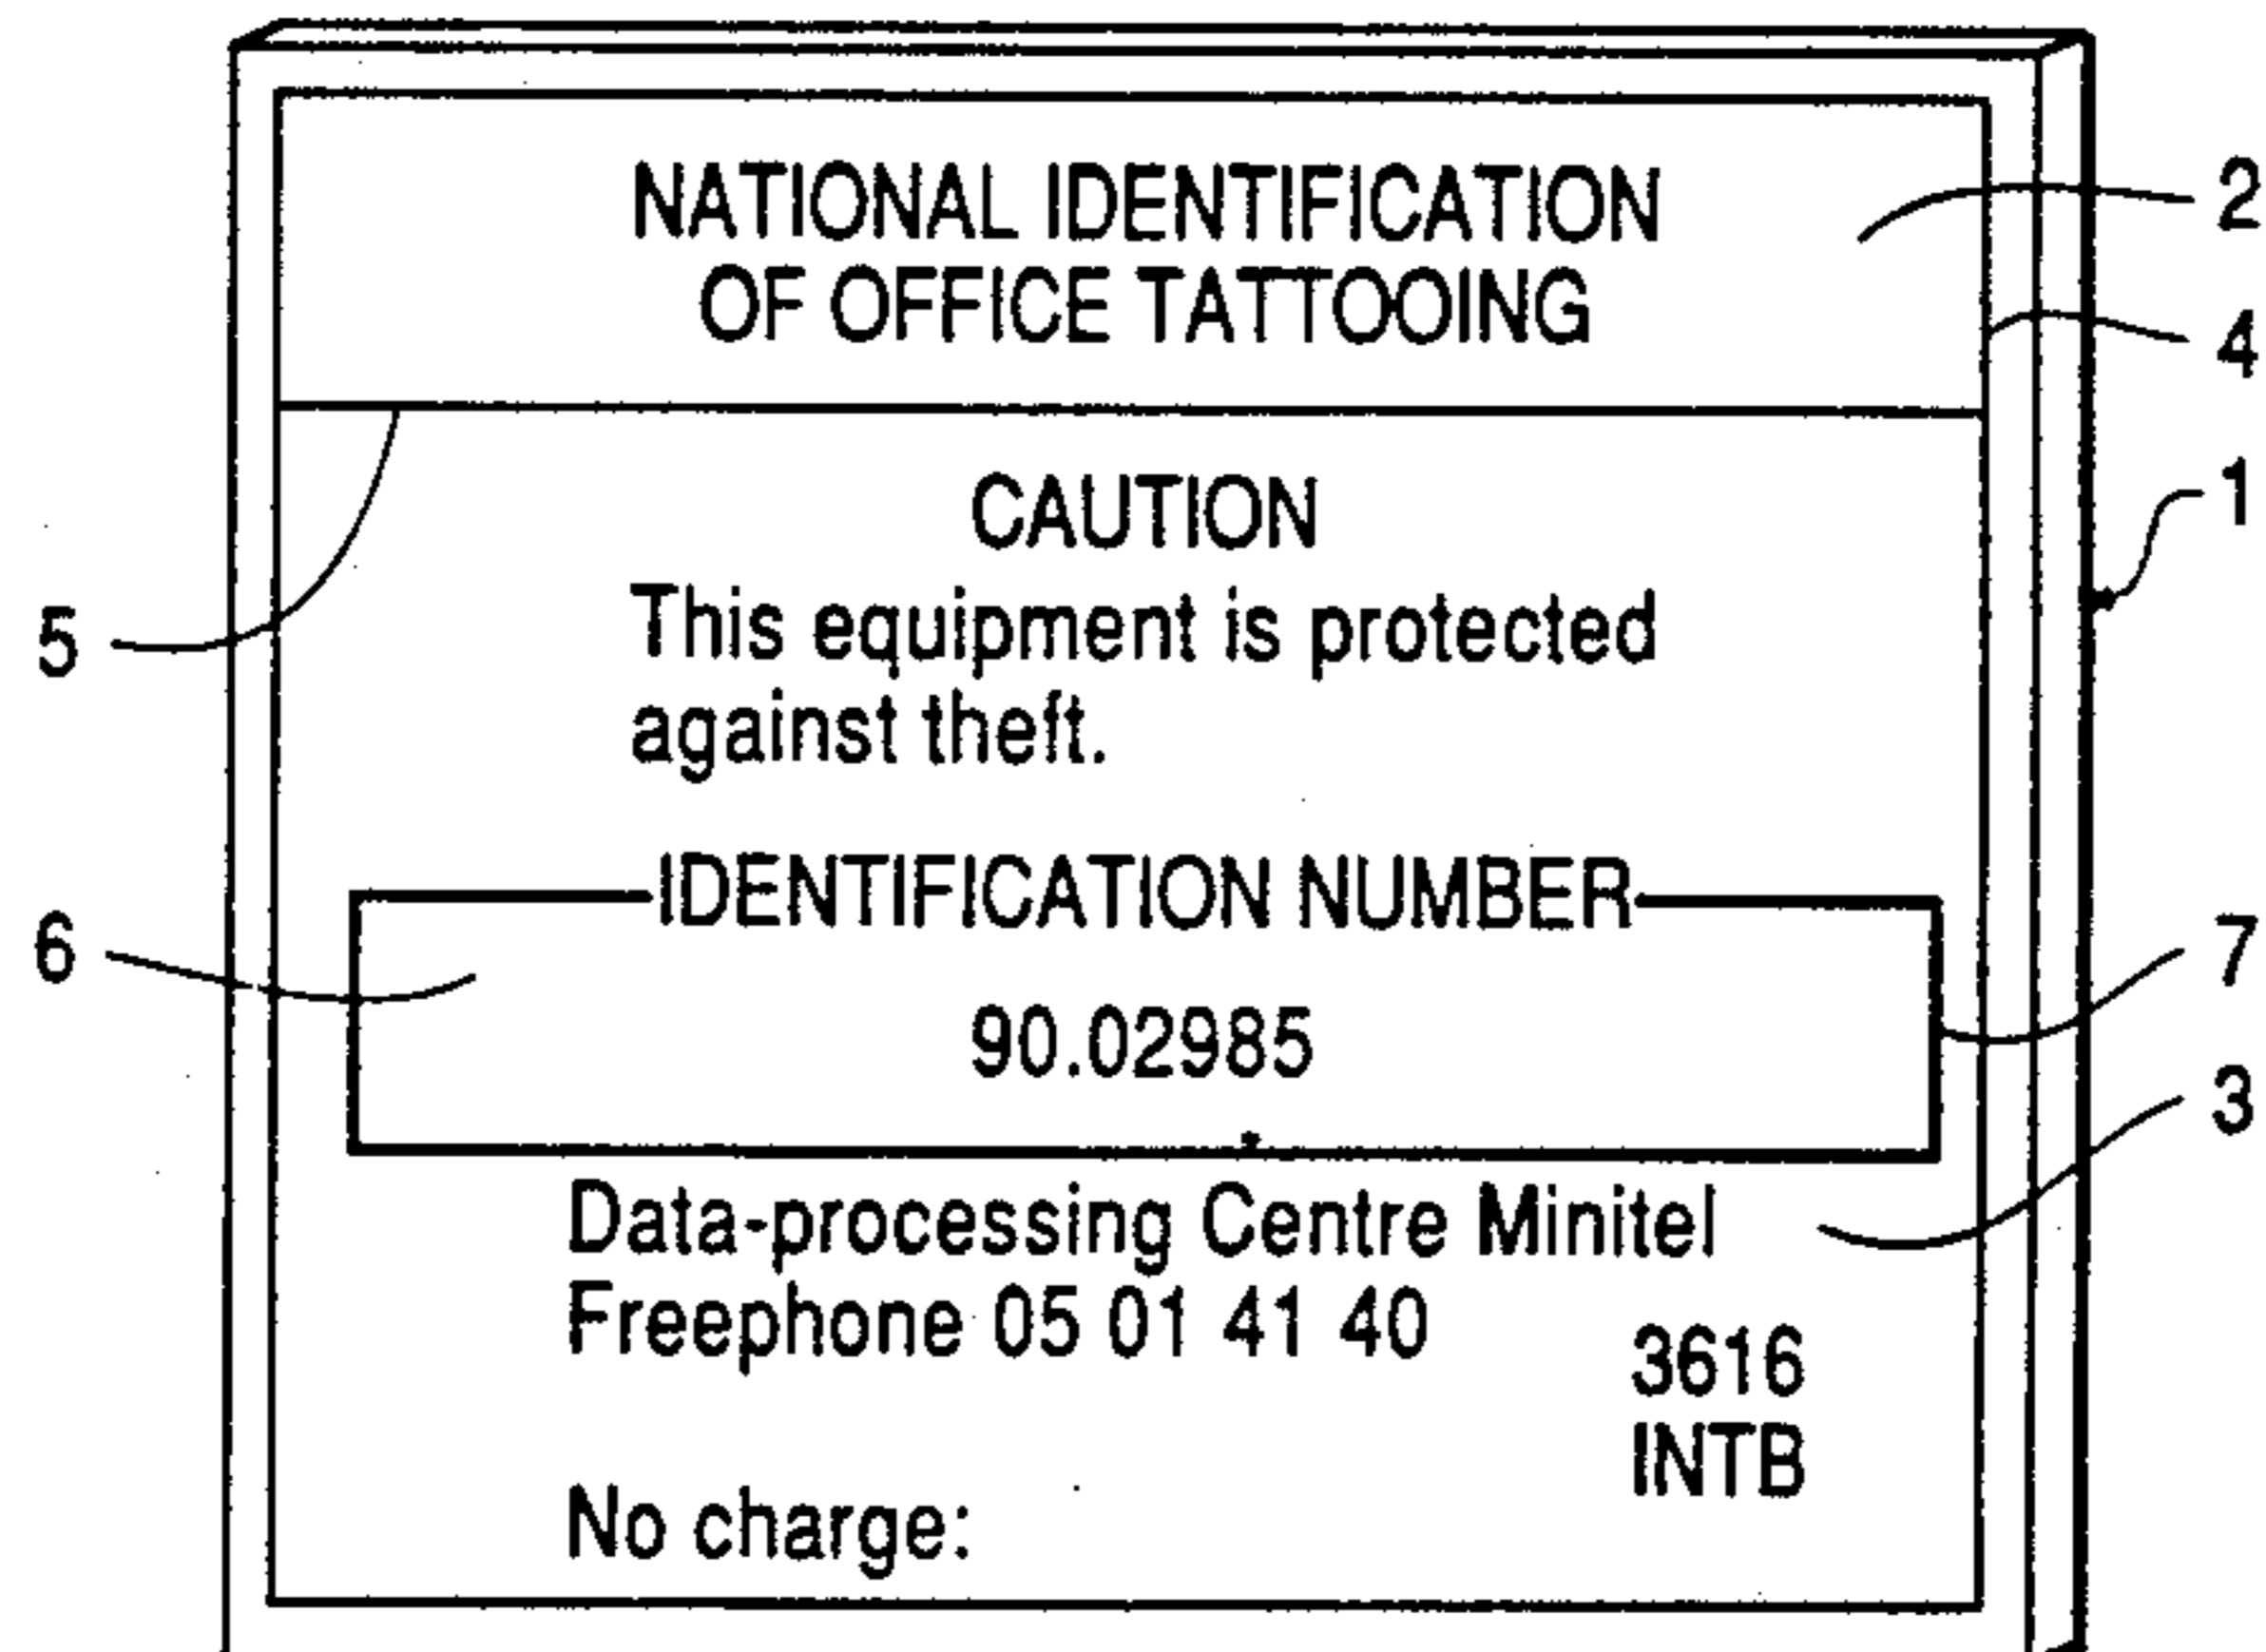 NATIONAL IDENTIFICATION
OF OFFICE TATTOOING
2
4
CAUTION
1
This equipment is protected
5
against theft.
IDENTIFICATION NUMBER
6
7
90.02985
3
Data-processing Centre Minitel
Freephone 05 01 41 40
3616
INTB
No charge: